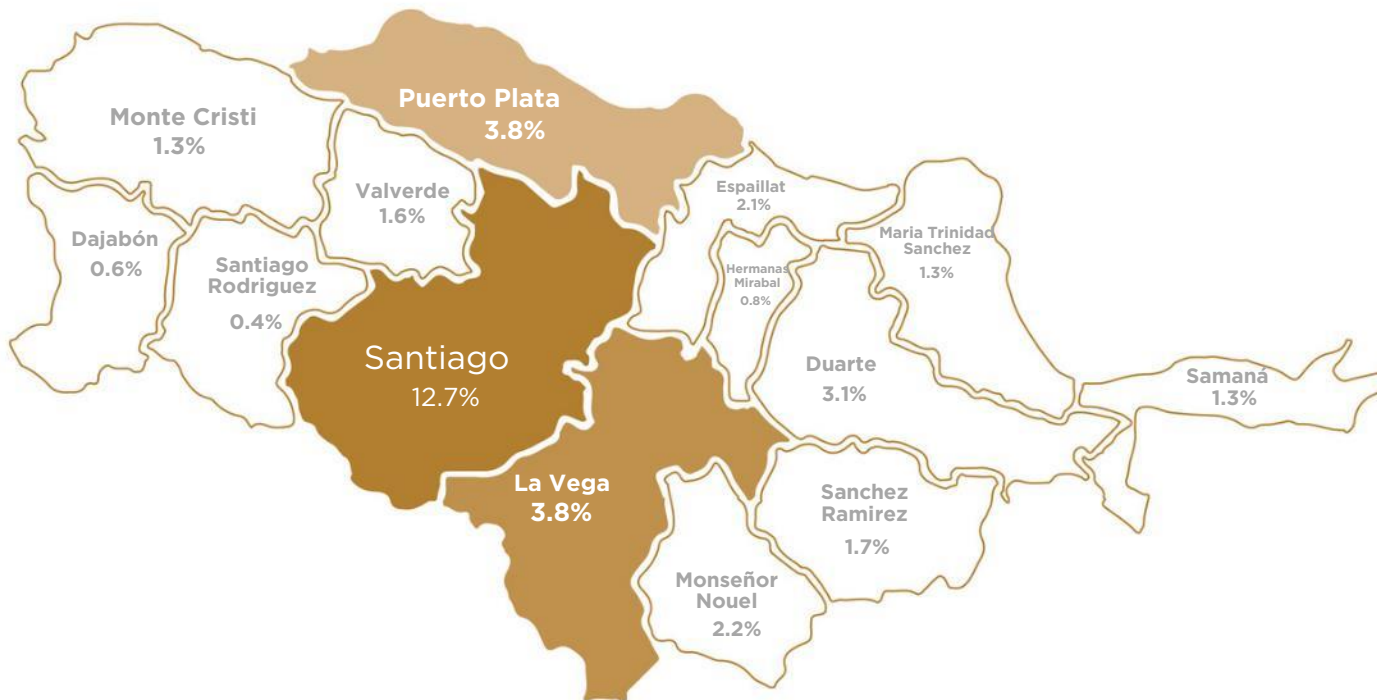 Puerto Plata
3.8%
Monte Cristi
1.3%
Valverde
1.6%
Espaillat
2.1%
Maria Trinidad
Sanchez
1.3%
Dajabón
0.6%
Santiago
Rodriguez
0.4%
Hermanas
Mirabal
0.8%
Santiago
12.7%
Duarte
3.1%
Samaná
1.3%
La Vega
3.8%
Sanchez
Ramirez
1.7%
Monseñor
Nouel
2.2%